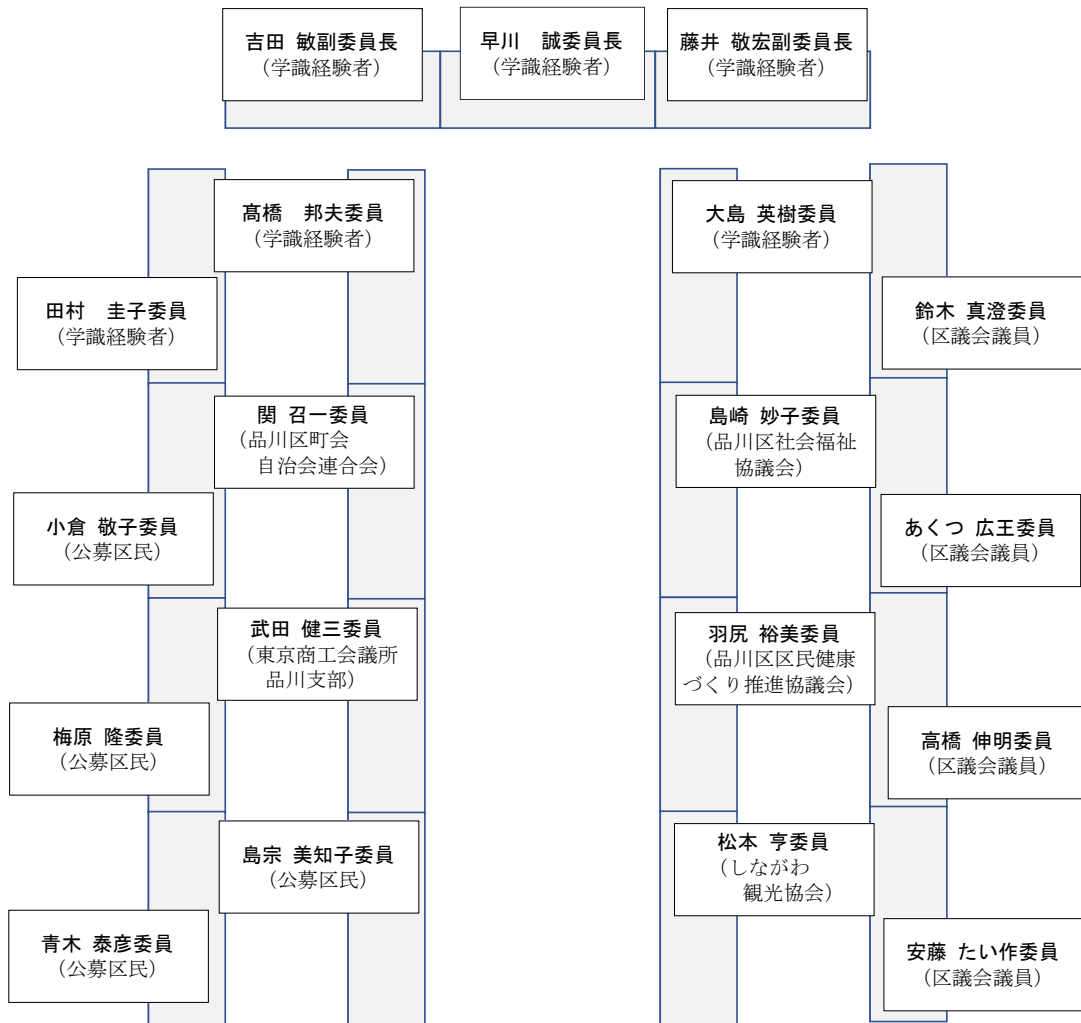 吉田 敏副委員長
（学識経験者）
早川　誠委員長
（学識経験者）
藤井 敬宏副委員長
（学識経験者）
髙橋　邦夫委員
（学識経験者）
大島 英樹委員
（学識経験者）
田村　圭子委員
（学識経験者）
鈴木 真澄委員
（区議会議員）
関 召一委員
（品川区町会
自治会連合会）
島崎 妙子委員
（品川区社会福祉
協議会）
小倉 敬子委員
（公募区民）
あくつ 広王委員
（区議会議員）
武田 健三委員
（東京商工会議所
品川支部）
羽尻 裕美委員
（品川区区民健康
づくり推進協議会）
梅原 隆委員
（公募区民）
高橋 伸明委員
（区議会議員）
島宗 美知子委員
（公募区民）
松本 亨委員
（しながわ
観光協会）
青木 泰彦委員
（公募区民）
安藤 たい作委員
（区議会議員）